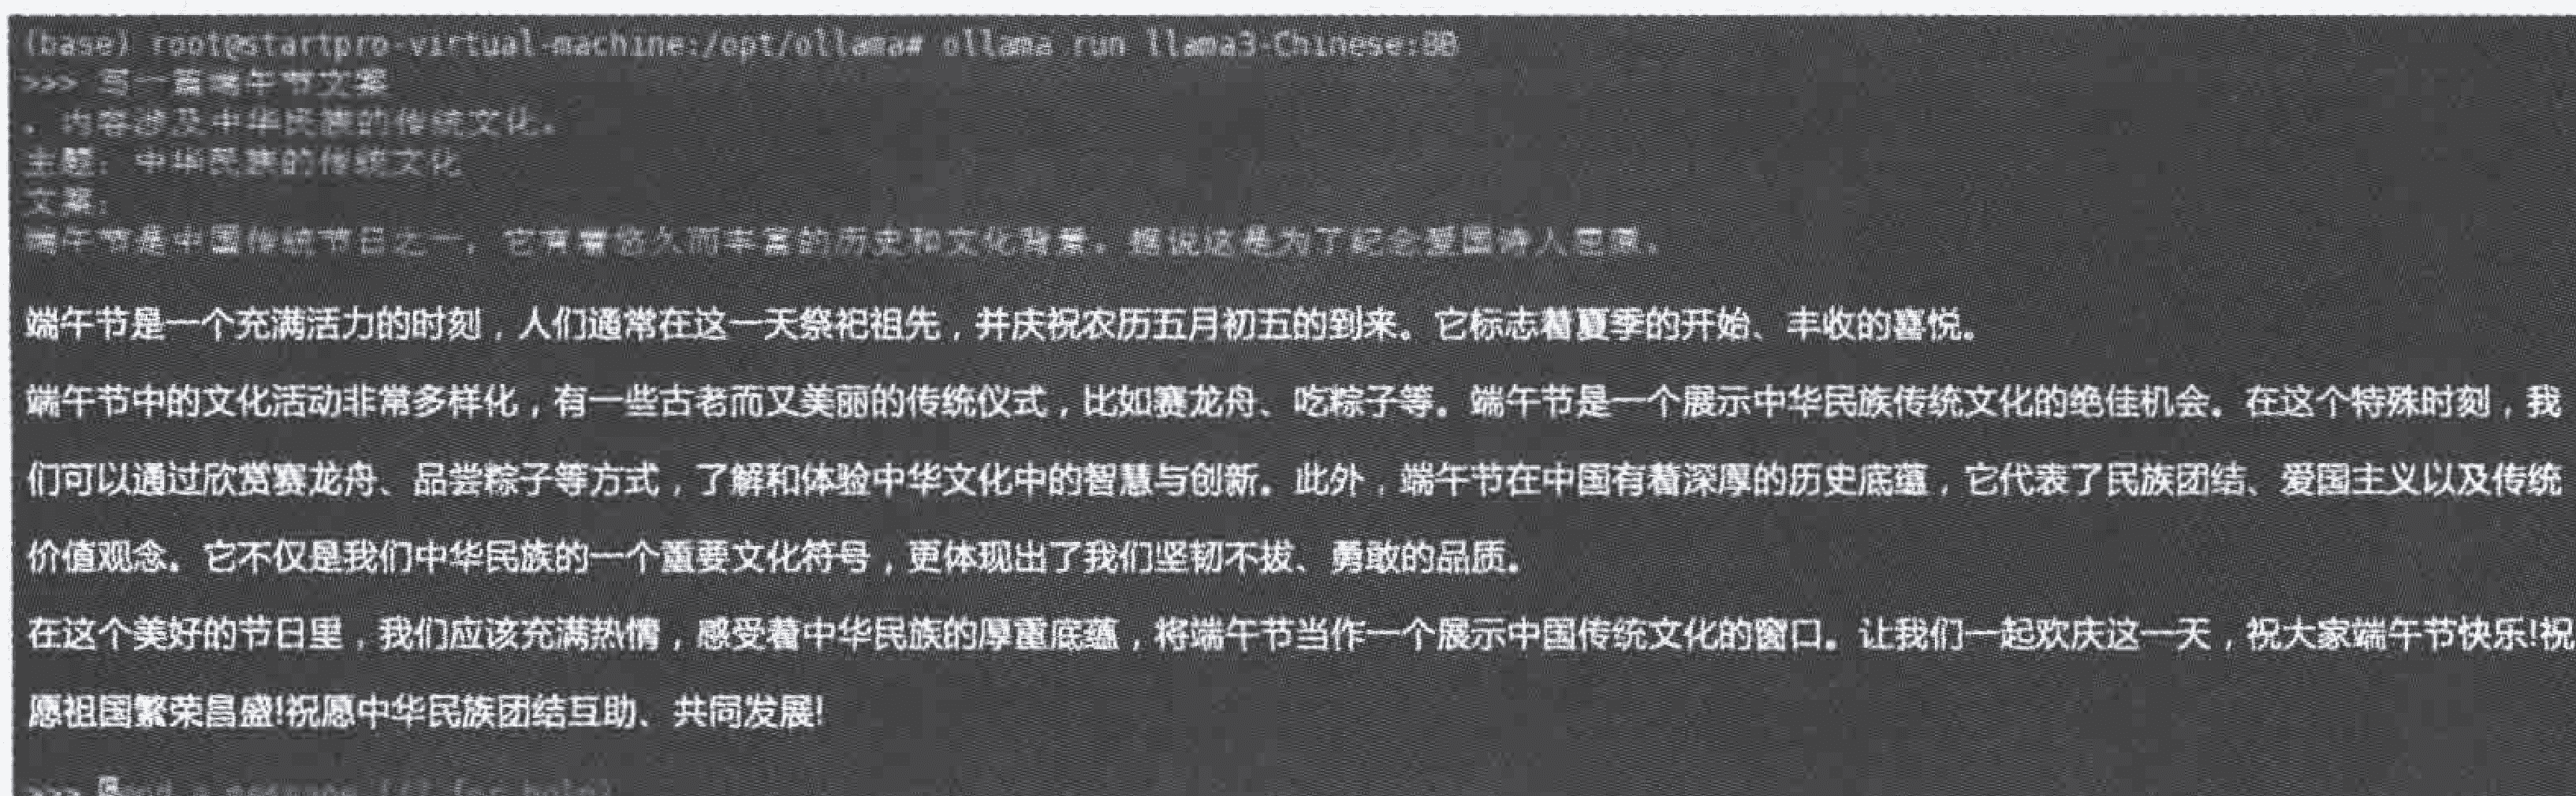 (base) root@startpro-virtual-machine:/opt/ollama# ollama run llama3-Chinese:8B
>>> 写一篇端午节文案
。内容涉及中华民族的传统文化。
主题：中华民族的传统文化
文案：
端午节是中国传统节日之一，它有着悠久而丰富的历史和文化背景。据说这是为了纪念爱国诗人屈原。
端午节是一个充满活力的时刻，人们通常在这一天祭祀祖先，并庆祝农历五月初五的到来。它标志着夏季的开始、丰收的喜悦。
端午节中的文化活动非常多样化，有一些古老而又美丽的传统仪式，比如赛龙舟、吃粽子等。端午节是一个展示中华民族传统文化的绝佳机会。在这个特殊时刻，我
们可以通过欣赏赛龙舟、品尝粽子等方式，了解和体验中华文化中的智慧与创新。此外，端午节在中国有着深厚的历史底蕴，它代表了民族团结、爱国主义以及传统
价值观念。它不仅是我们中华民族的一个重要文化符号，更体现出了我们坚韧不拔、勇敢的品质。
在这个美好的节日里，我们应该充满热情，感受着中华民族的厚重底蕴，将端午节当作一个展示中国传统文化的窗口。让我们一起欢庆这一天，祝大家端午节快乐!祝
愿祖国繁荣昌盛!祝愿中华民族团结互助、共同发展!
>>> Send a message (/? for help)